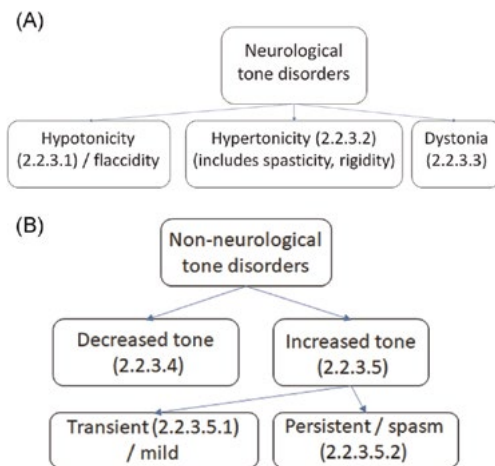 (A)
Neurological
tone disorders
Hypotonicity
(2.2.3.1) / flaccidity
Hypertonicity (2.2.3.2)
(includes spasticity, rigidity)
Dystonia
(2.2.3.3)
(B)
Non-neurological
tone disorders
Decreased tone
(2.2.3.4)
Increased tone
(2.2.3.5)
Transient (2.2.3.5.1)
/ mild
Persistent / spasm
(2.2.3.5.2)